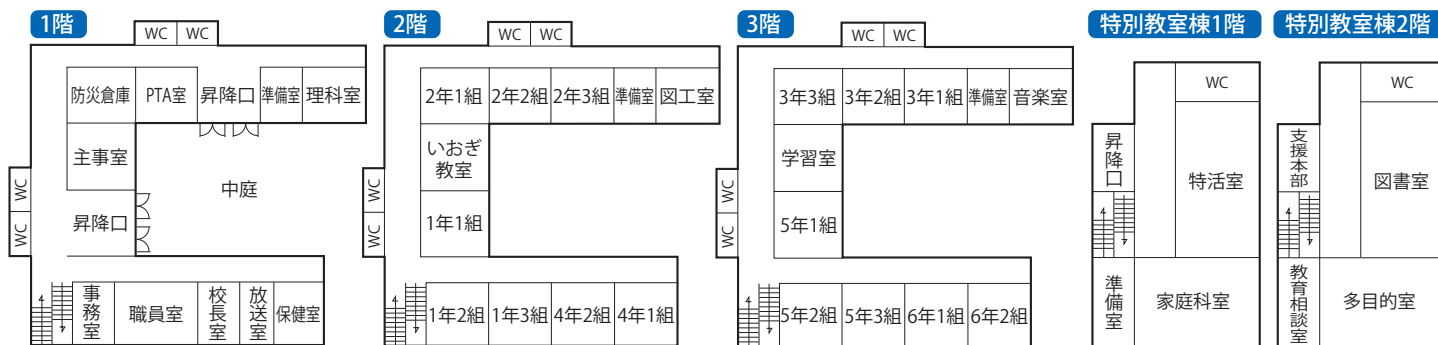 1階
WC WC
防災倉庫 PTA室 昇降口 準備室 理科室
主事室
中庭
WC
WC
昇降口
事務室 職員室 校長室 放送室 保健室
2階
WC WC
2年1組 2年2組 2年3組 準備室 図工室
いおぎ
教室
WC
WC
1年1組
1年2組 1年3組 4年2組 4年1組
3階
WC WC
3年3組 3年2組 3年1組 準備室 音楽室
学習室
WC
WC
5年1組
5年2組 5年3組 6年1組 6年2組
特別教室棟1階
WC
昇降口
特活室
準備室
家庭科室
特別教室棟2階
WC
支援本部
図書室
教育相談室
多目的室